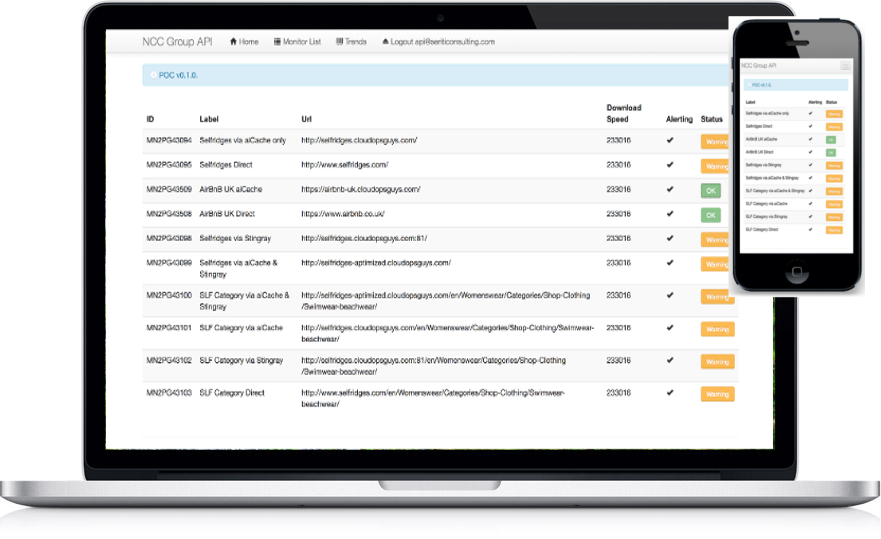 NCC Group API Home Monitor List Trends Logout api@seriticonsulting.com
POC v0.1.0.
Download
ID Label Url Speed Alerting Status
MN2PG43094 Selfridges via aiCache only http://selfridges.cloudopsguys.com/ 233016 Warning
MN2PG43095 Selfridges Direct http://www.selfridges.com/ 233016 Warning
MN2PG43509 AirBnB UK aiCache https://airbnb-uk.cloudopsguys.com/ 233016 OK
MN2PG43508 AirBnB UK Direct https://www.airbnb.co.uk/ 233016 OK
MN2PG43098 Selfridges via Stingray http://selfridges.cloudopsguys.com:81/ 233016 Warning
MN2PG43099 Selfridges via aiCache & http://selfridges-aptimized.cloudopsguys.com/ 233016 Warning
Stingray
MN2PG43100 SLF Category via aiCache & http://selfridges-aptimized.cloudopsguys.com/en/Womenswear/Categories/Shop-Clothing 233016 Warning
Stingray /Swimwear-beachwear/
MN2PG43101 SLF Category via aiCache http://selfridges.cloudopsguys.com/en/Womenswear/Categories/Shop-Clothing/Swimwear- 233016 Warning
beachwear/
MN2PG43102 SLF Category via Stingray http://selfridges.cloudopsguys.com:81/en/Womenswear/Categories/Shop-Clothing 233016 Warning
/Swimwear-beachwear/
MN2PG43103 SLF Category Direct http://www.selfridges.com/en/Womenswear/Categories/Shop-Clothing/Swimwear- 233016 Warning
beachwear/
NCC Group API
POC v0.1.0.
Label Alerting Status
Selfridges via aiCache only Warning
Selfridges Direct Warning
AirBnB UK aiCache OK
AirBnB UK Direct OK
Selfridges via Stingray Warning
Selfridges via aiCache & Stingray Warning
SLF Category via aiCache & Stingray Warning
SLF Category via aiCache Warning
SLF Category via Stingray Warning
SLF Category Direct Warning